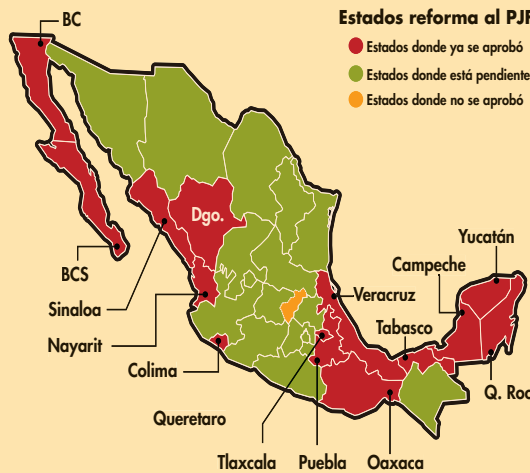 Estados reforma al PJF
Estados donde ya se aprobó
Estados donde está pendiente
Estados donde no se aprobó
BC
Dgo.
BCS
Sinaloa
Nayarit
Colima
Queretaro
Tlaxcala
Puebla
Oaxaca
Veracruz
Tabasco
Campeche
Yucatán
Q. Roo